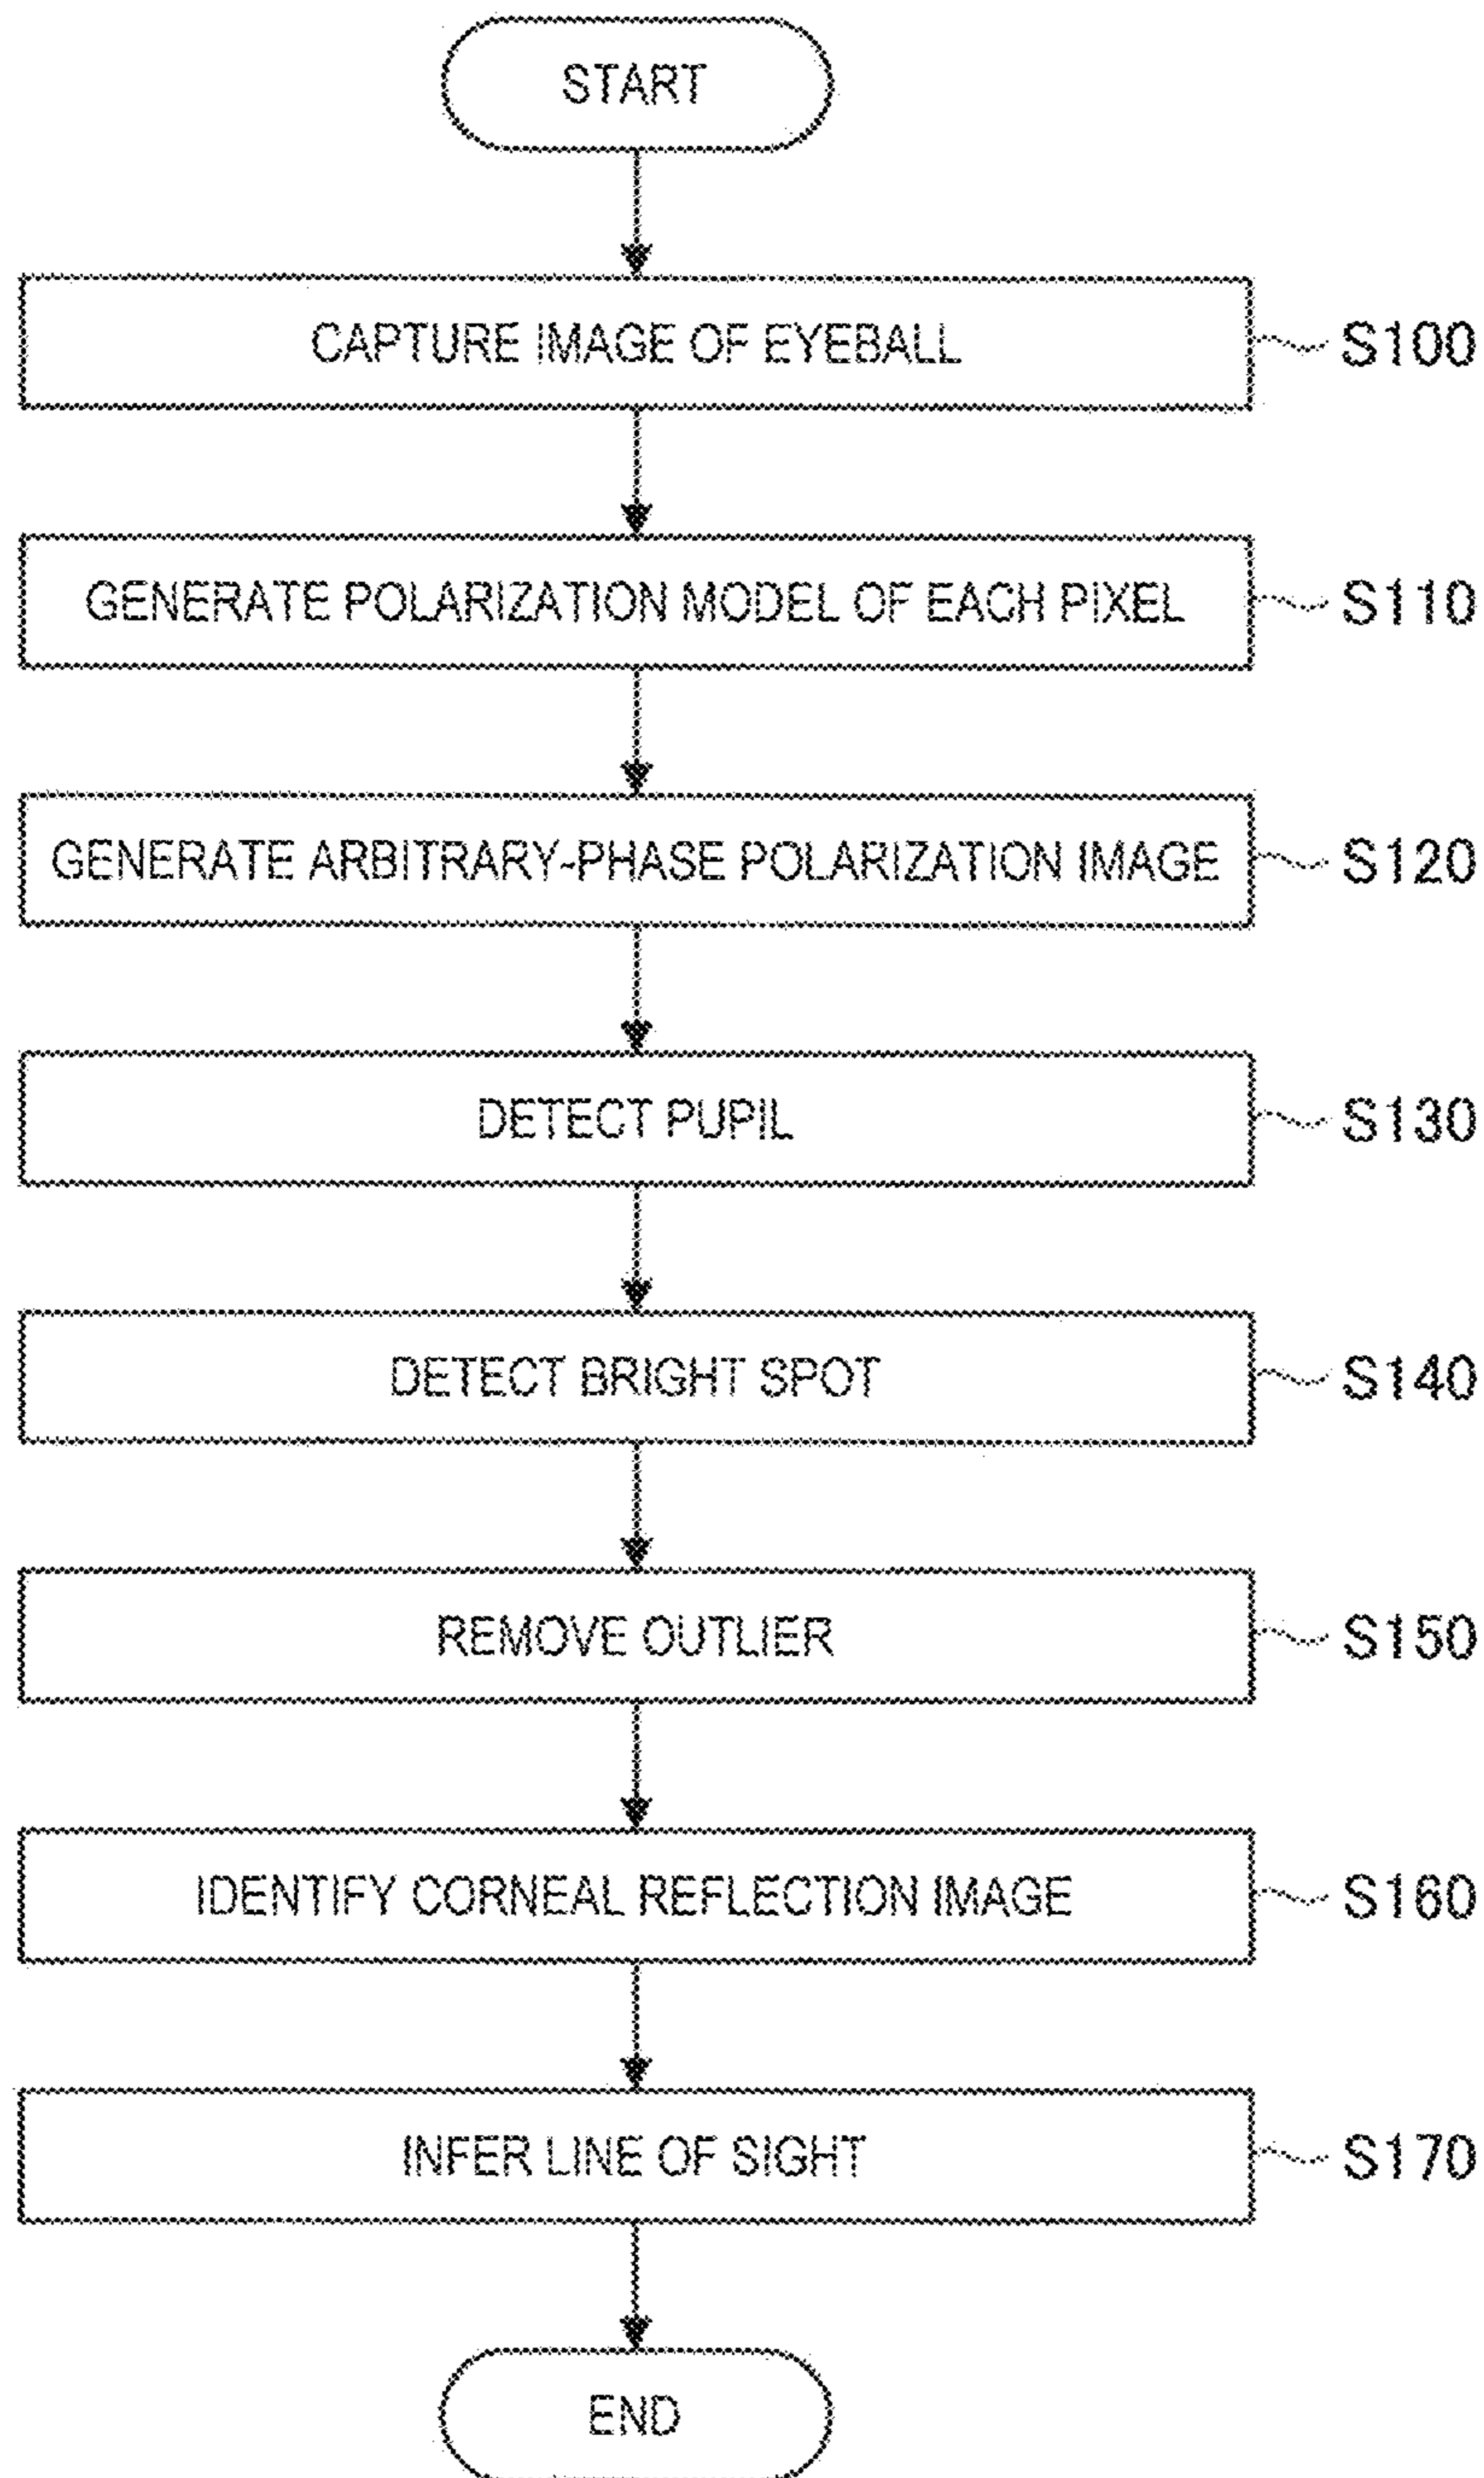 START
CAPTURE IMAGE OF EYEBALL
S100
GENERATE POLARIZATION MODEL OF EACH PIXEL
S110
GENERATE ARBITRARY-PHASE POLARIZATION IMAGE
S120
DETECT PUPIL
S130
DETECT BRIGHT SPOT
S140
REMOVE OUTLIER
S150
IDENTIFY CORNEAL REFLECTION IMAGE
S160
INFER LINE OF SIGHT
S170
END